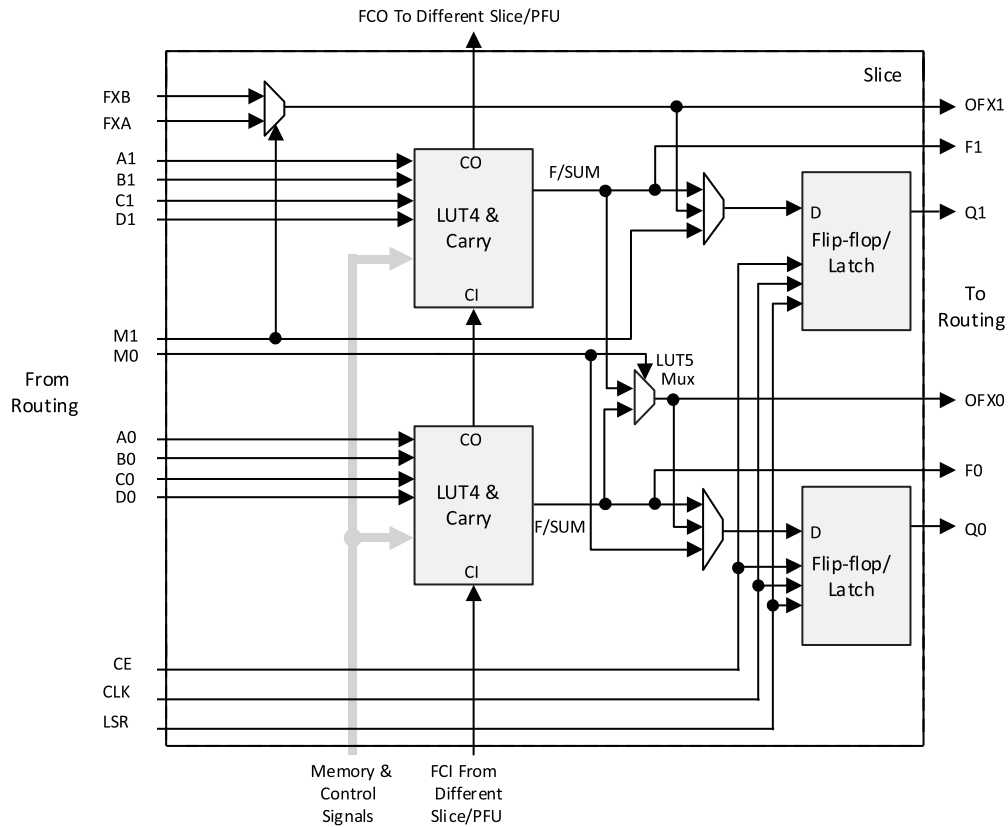 FCO To Different Slice/PFU
Slice
FXB
FXA
OFX1
F1
A1
B1
C1
D1
CO
F/SUM
LUT4 &
Carry
CI
D
Flip-flop/
Latch
Q1
To
Routing
M1
M0
From
Routing
LUT5
Mux
OFX0
A0
B0
C0
D0
CO
LUT4 &
Carry
F/SUM
CI
F0
D
Flip-flop/
Latch
Q0
CE
CLK
LSR
Memory &
Control
Signals
FCI From
Different
Slice/PFU